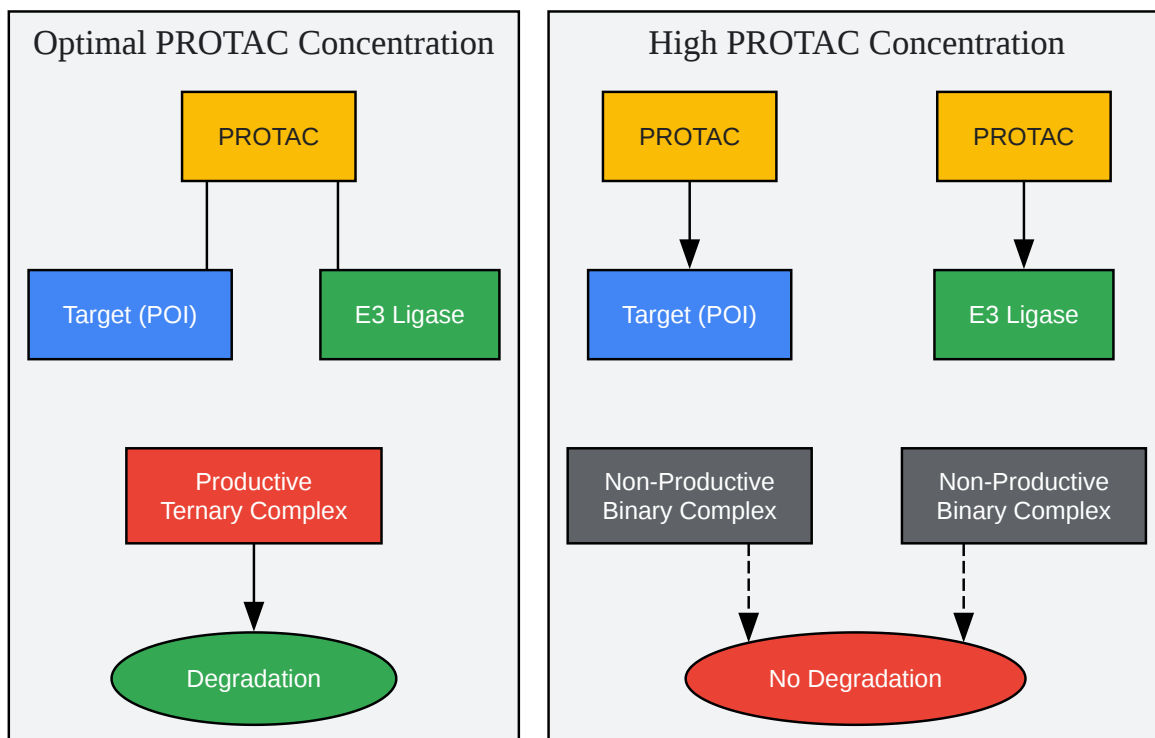 Optimal PROTAC Concentration
PROTAC
Target (POI)
E3 Ligase
Productive
Ternary Complex
Degradation
High PROTAC Concentration
PROTAC
PROTAC
Target (POI)
E3 Ligase
Non-Productive
Binary Complex
Non-Productive
Binary Complex
No Degradation